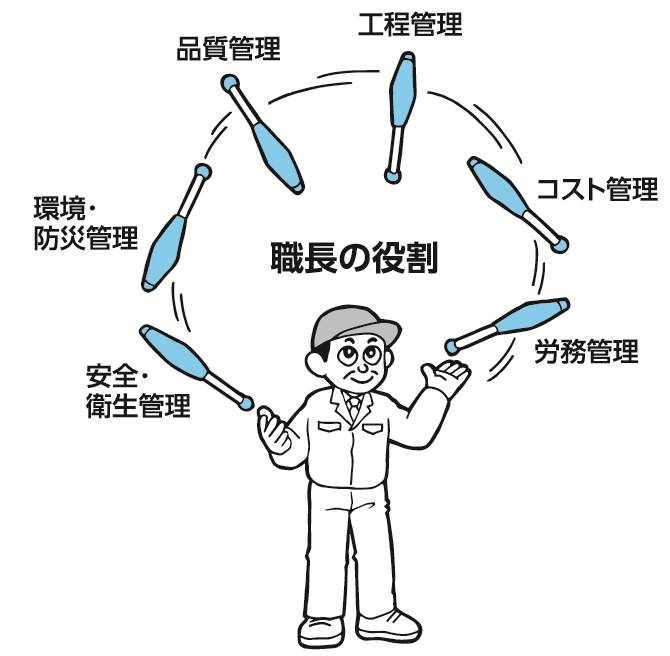 工程管理
品質管理
コスト管理
環境・
防災管理
職長の役割
労務管理
安全・
衛生管理